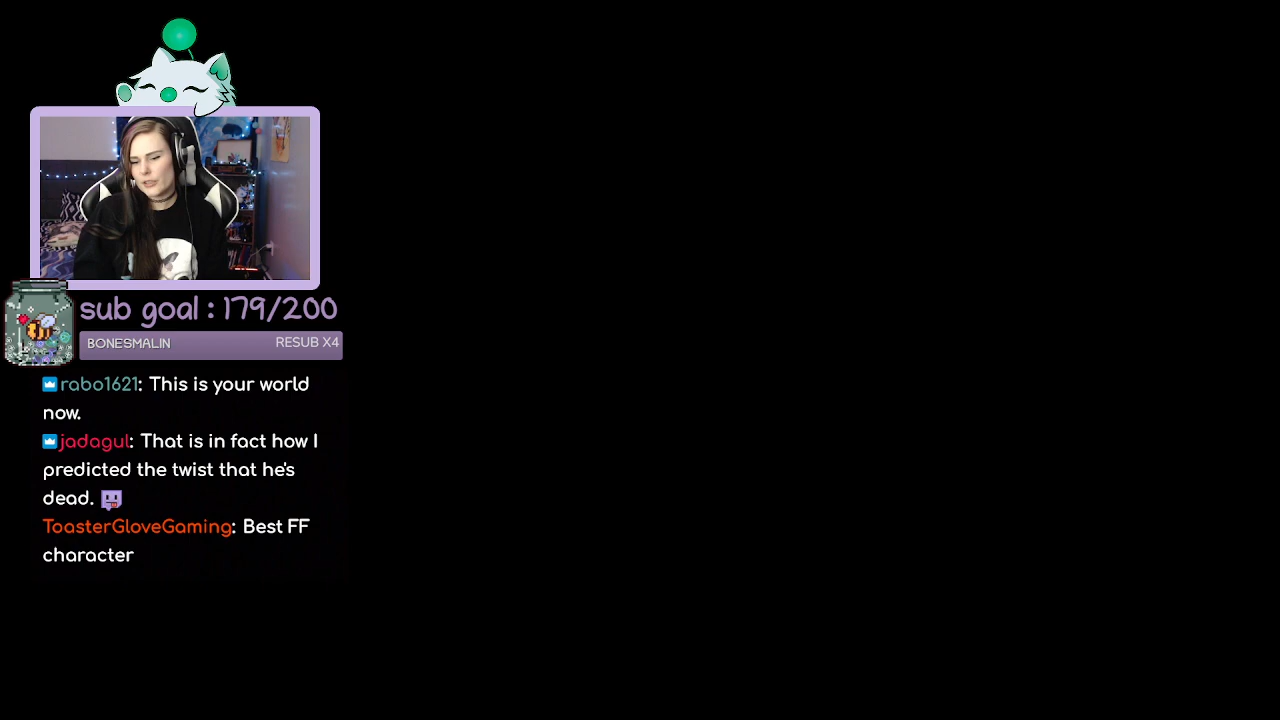 sub goal : 179/200
BONESMALIN RESUB X4
rabo1621: This is your world
now.
jadagul: That is in fact how I
predicted the twist that he's
dead.
ToasterGloveGaming: Best FF
character